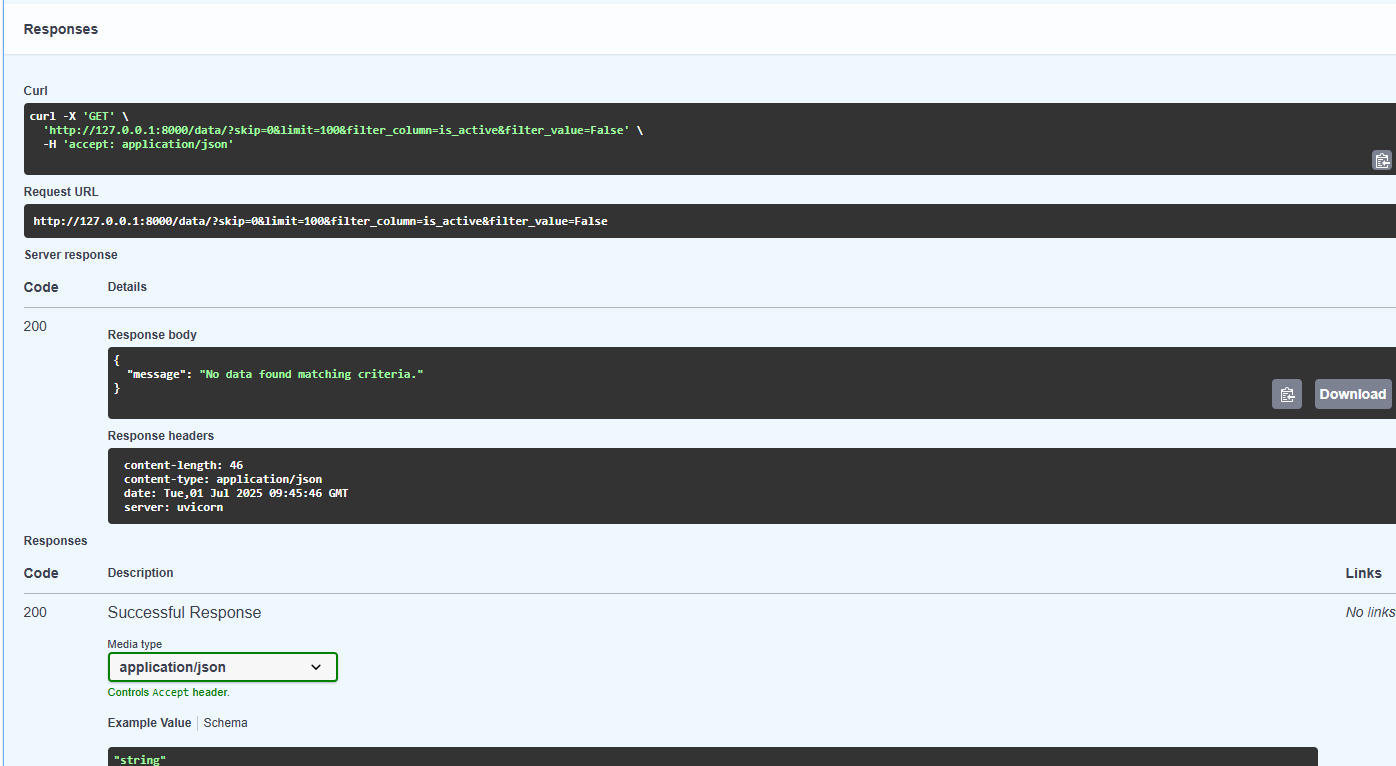 Responses
Curl
curl -X 'GET' \
  'http://127.0.0.1:8000/data/?skip=0&limit=100&filter_column=is_active&filter_value=False' \
  -H 'accept: application/json'
Request URL
http://127.0.0.1:8000/data/?skip=0&limit=100&filter_column=is_active&filter_value=False
Server response
Code Details
200
Response body
{
  "message": "No data found matching criteria."
}
Download
Response headers
content-length: 46
content-type: application/json
date: Tue,01 Jul 2025 09:45:46 GMT
server: uvicorn
Responses
Code Description Links
200 Successful Response No links
Media type
application/json
Controls Accept header.
Example Value Schema
"string"